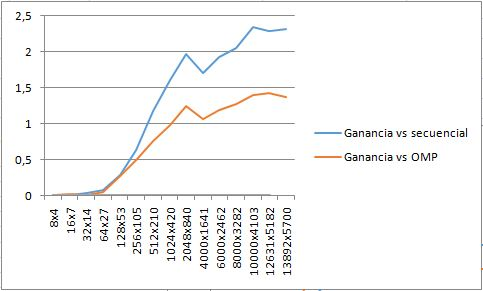 2,5
2
1,5
1
0,5
0
8x4
16x7
32x14
64x27
128x53
256x105
512x210
1024x420
2048x840
4000x1641
6000x2462
8000x3282
10000x4103
12631x5182
13892x5700
Ganancia vs secuencial
Ganancia vs OMP